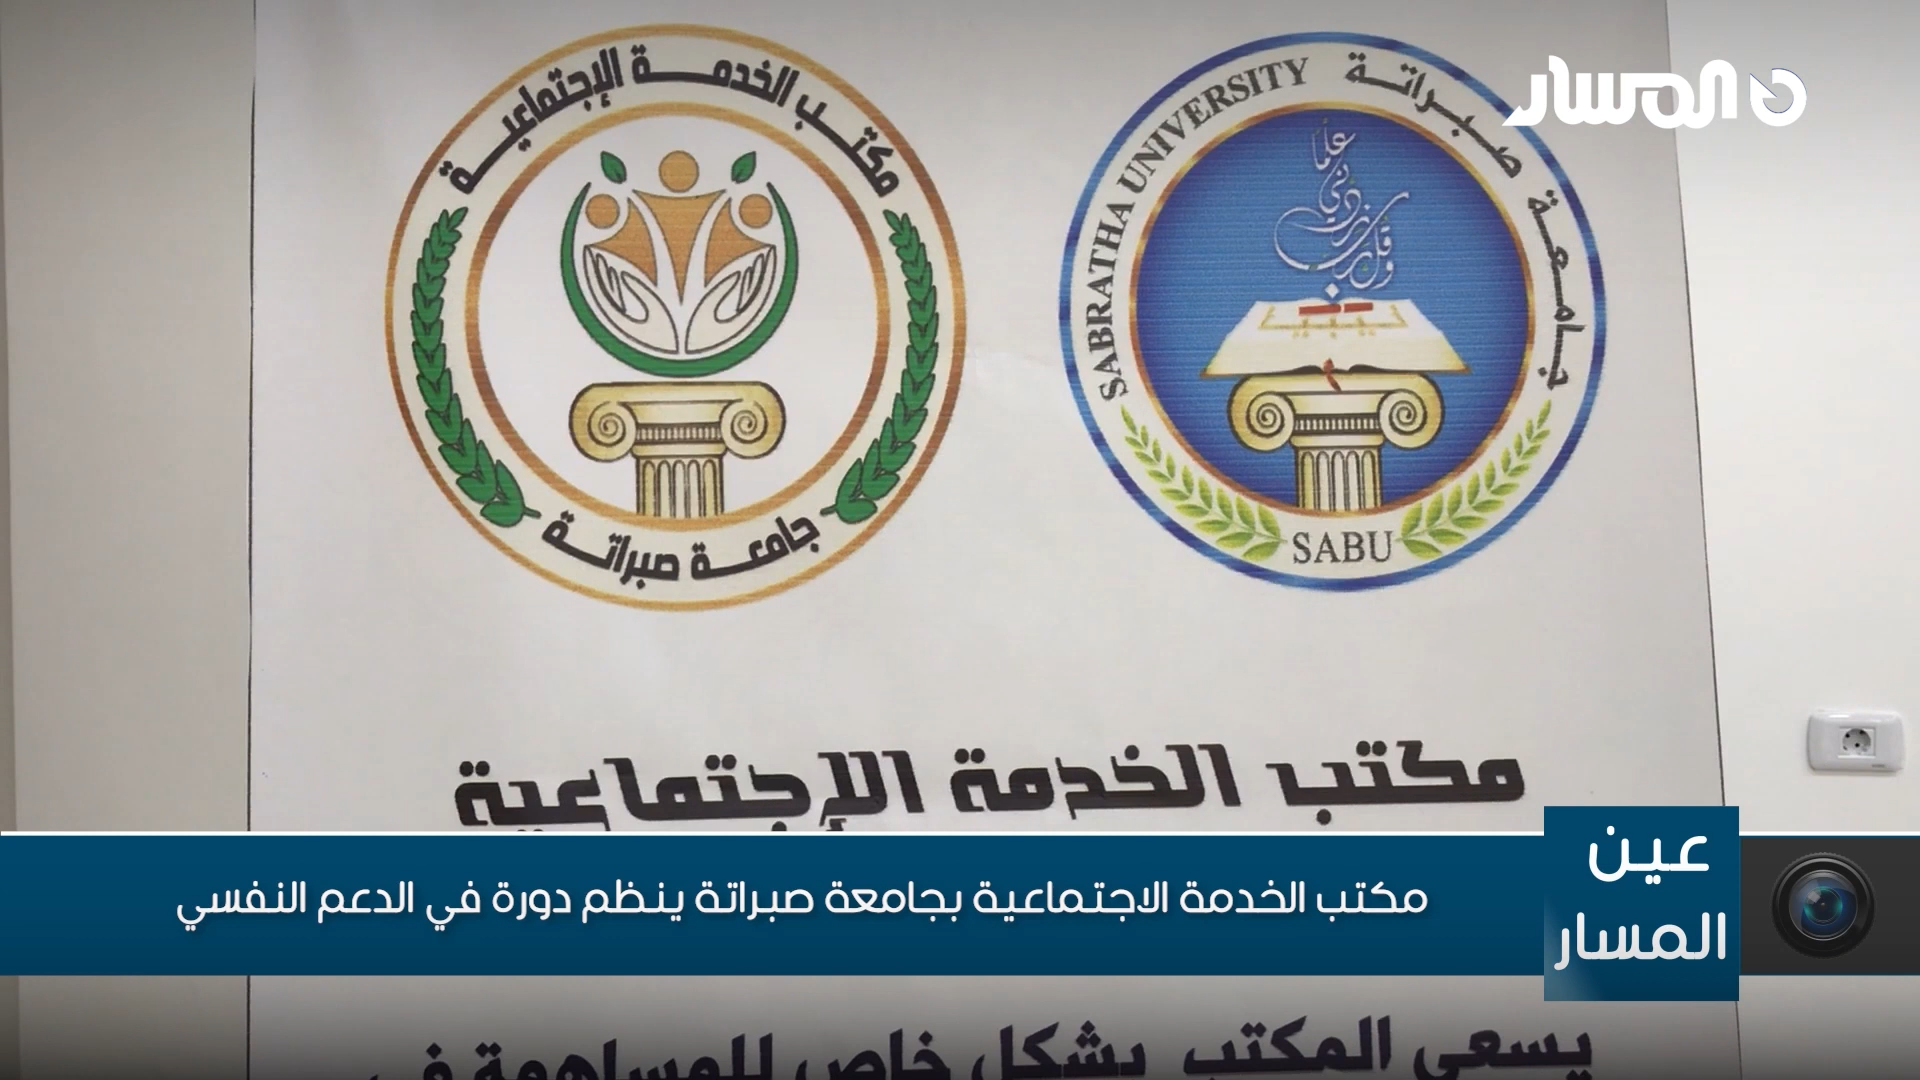 المسار
مكتب الخدمة الإجتماعية
جامعة صبراتة
جامعة صبراتة
SABRATHA UNIVERSITY
وقل رب زدني علما
ليبيا
SABU
مكتب الخدمة الإجتماعية
عين
المسار
مكتب الخدمة الاجتماعية بجامعة صبراتة ينظم دورة في الدعم النفسي
يسعى المكتب بشكل خاص للمساهمة في